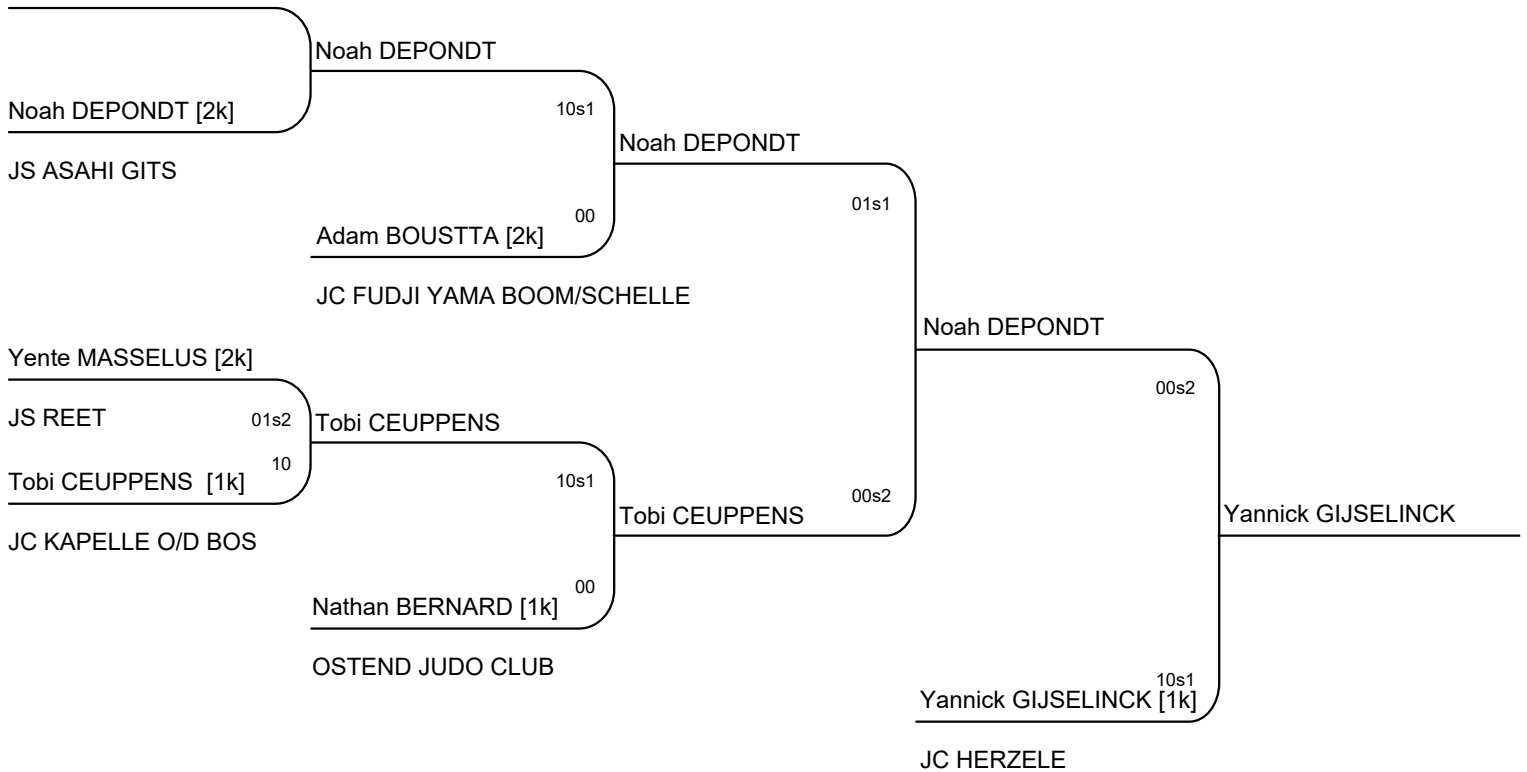 Noah DEPONDT
Noah DEPONDT [2k]
JS ASAHI GITS
10s1
Noah DEPONDT
00
Adam BOUSTTA [2k]
JC FUDJI YAMA BOOM/SCHELLE
01s1
Noah DEPONDT
Yente MASSELUS [2k]
JS REET
01s2
Tobi CEUPPENS
10
Tobi CEUPPENS [1k]
JC KAPELLE O/D BOS
10s1
00s2
Tobi CEUPPENS
00
Nathan BERNARD [1k]
OSTEND JUDO CLUB
00s2
Yannick GIJSELINCK
10s1
Yannick GIJSELINCK [1k]
JC HERZELE